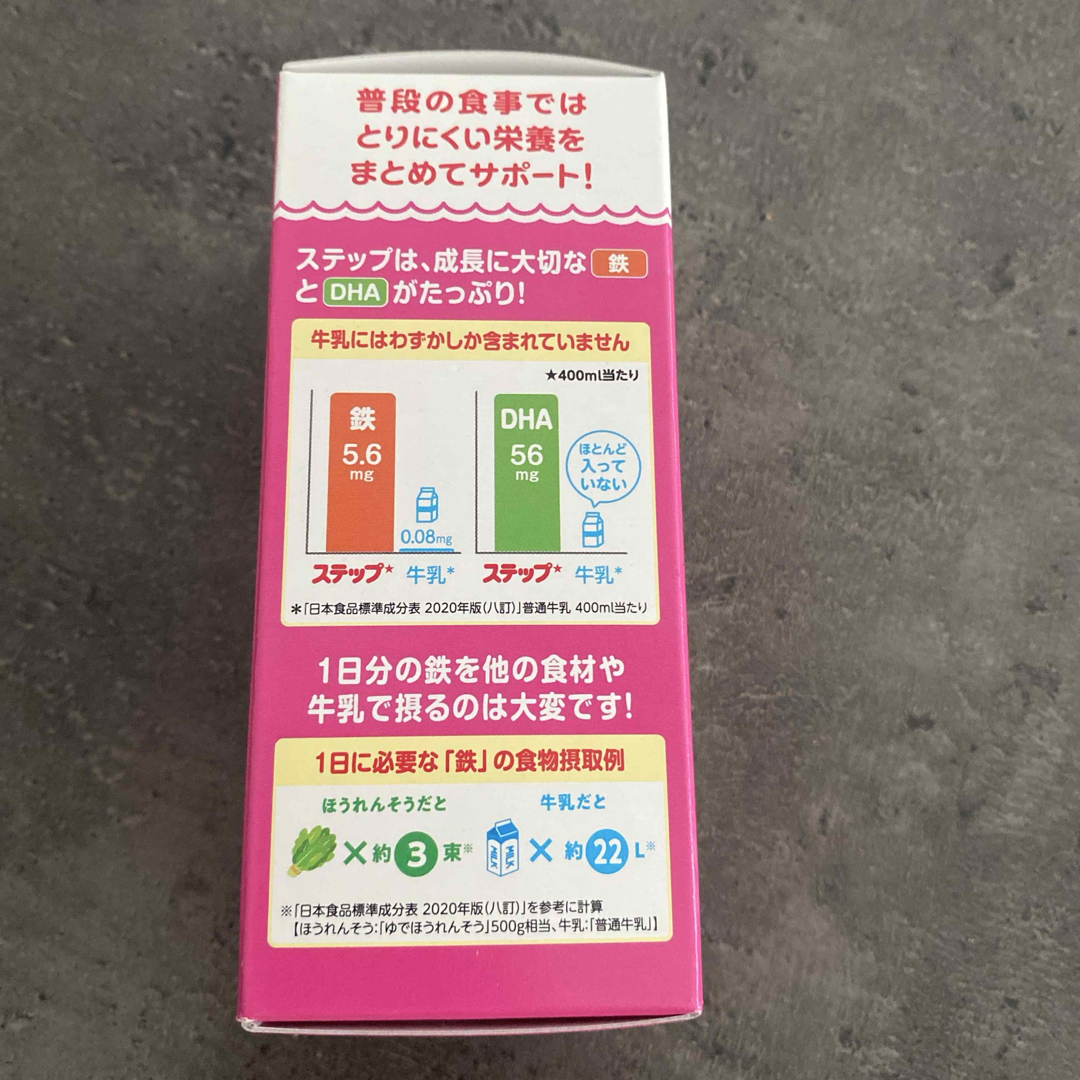 普段の食事では
とりにくい栄養を
まとめてサポート!
ステップは、成長に大切な 鉄
と DHA がたっぷり!
牛乳にはわずかしか含まれていません
★400ml当たり
鉄
5.6
mg
0.08mg
ステップ★ 牛乳*
DHA
56
mg
ほとんど
入って
いない
ステップ★ 牛乳*
*「日本食品標準成分表 2020年版(八訂)」普通牛乳 400ml当たり
1日分の鉄を他の食材や
牛乳で摂るのは大変です!
1日に必要な「鉄」の食物摂取例
ほうれんそうだと
×約3束※
牛乳だと
MILK MILK
× 約22L※
※「日本食品標準成分表 2020年版(八訂)」を参考に計算
【ほうれんそう:「ゆでほうれんそう」500g相当、牛乳:「普通牛乳」】